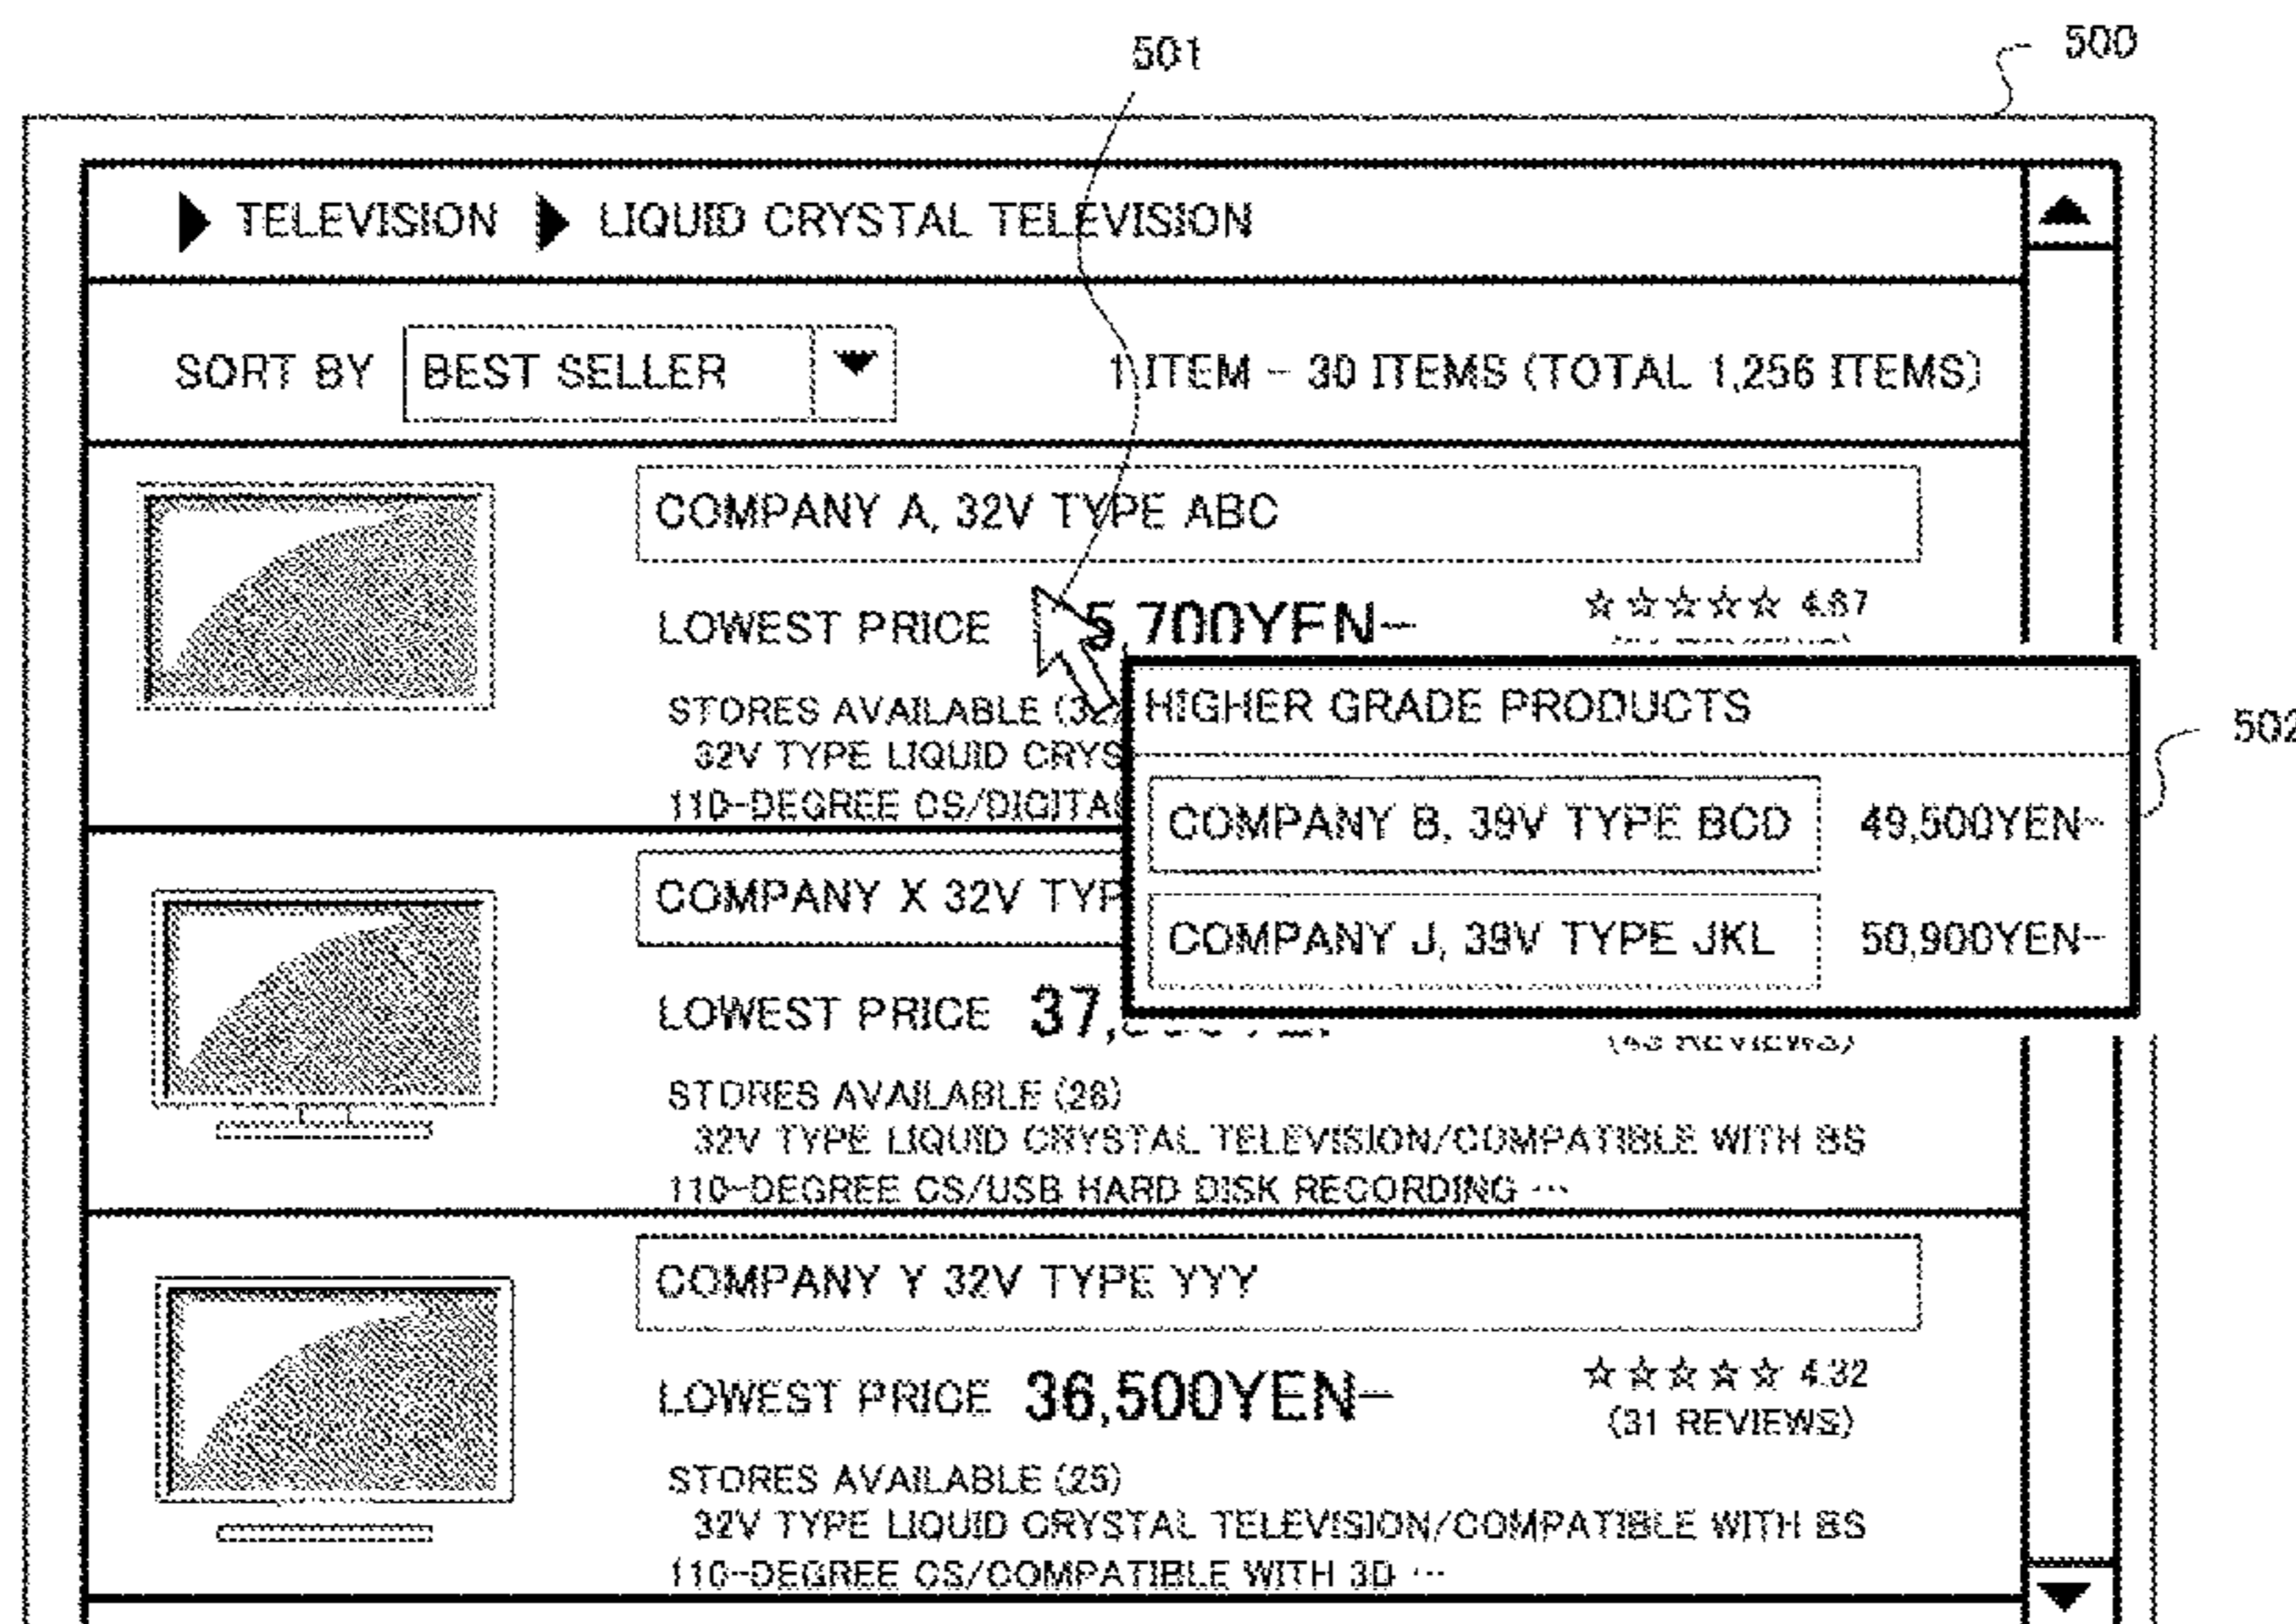 501
500
TELEVISION LIQUID CRYSTAL TELEVISION
SORT BY BEST SELLER 1 ITEM - 30 ITEMS (TOTAL 1,256 ITEMS)
COMPANY A, 32V TYPE ABC
LOWEST PRICE 5,700YEN- ☆☆☆☆☆ 4.67
STORES AVAILABLE
32V TYPE LIQUID
110-DEGREE CS/
HIGHER GRADE PRODUCTS
502
COMPANY B, 39V TYPE BCD 49,500YEN-
COMPANY J, 39V TYPE JKL 50,900YEN-
COMPANY X 32V
LOWEST PRICE 37,
STORES AVAILABLE (28)
32V TYPE LIQUID CRYSTAL TELEVISION/COMPATIBLE WITH BS
110-DEGREE CS/USB HARD DISK RECORDING ···
COMPANY Y 32V TYPE YYY
LOWEST PRICE 36,500YEN- ☆☆☆☆☆ 4.32
(31 REVIEWS)
STORES AVAILABLE (25)
32V TYPE LIQUID CRYSTAL TELEVISION/COMPATIBLE WITH BS
110-DEGREE CS/COMPATIBLE WITH 3D ···